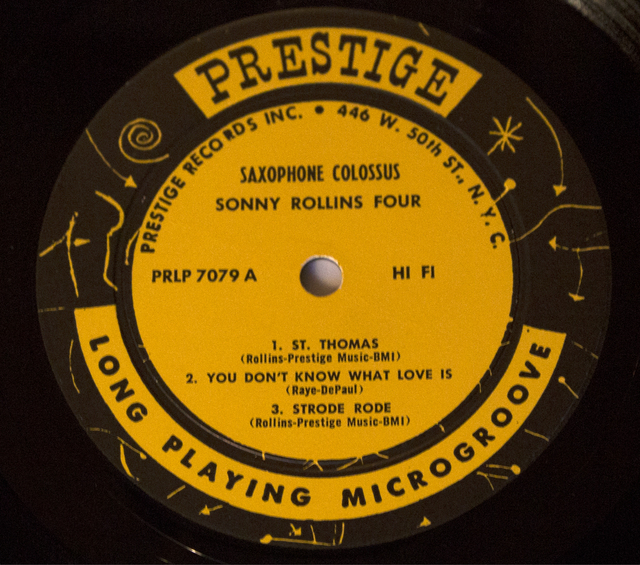 PRESTIGE
PRESTIGE RECORDS INC. • 446 W. 50th ST., N.Y.C.
SAXOPHONE COLOSSUS
SONNY ROLLINS FOUR
PRLP 7079 A HI FI
1. ST. THOMAS
(Rollins-Prestige Music-BMI)
2. YOU DON'T KNOW WHAT LOVE IS
(Raye-DePaul)
3. STRODE RODE
(Rollins-Prestige Music-BMI)
LONG PLAYING MICROGROOVE